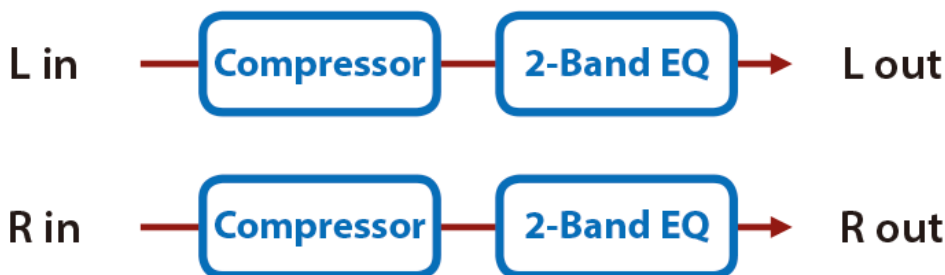 L in Compressor 2-Band EQ L out
R in Compressor 2-Band EQ R out